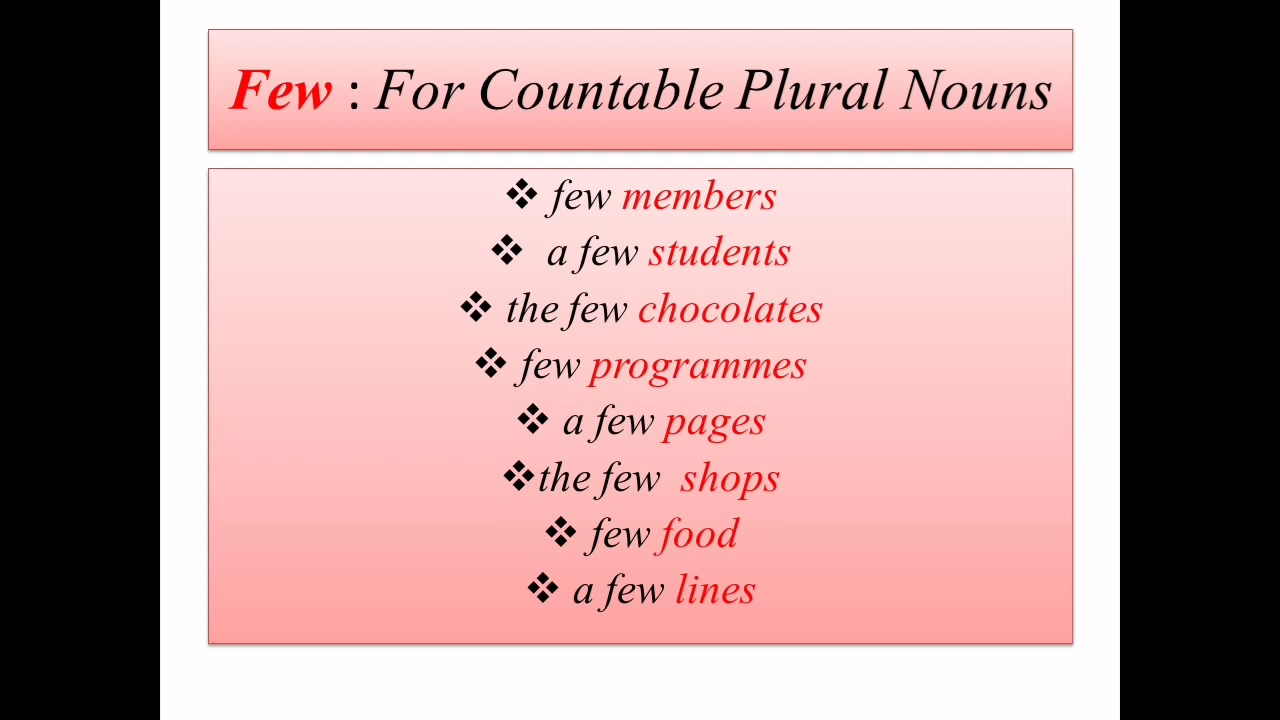 Few : For Countable Plural Nouns
❖ few members
❖ a few students
❖ the few chocolates
❖ few programmes
❖ a few pages
❖the few shops
❖ few food
❖ a few lines